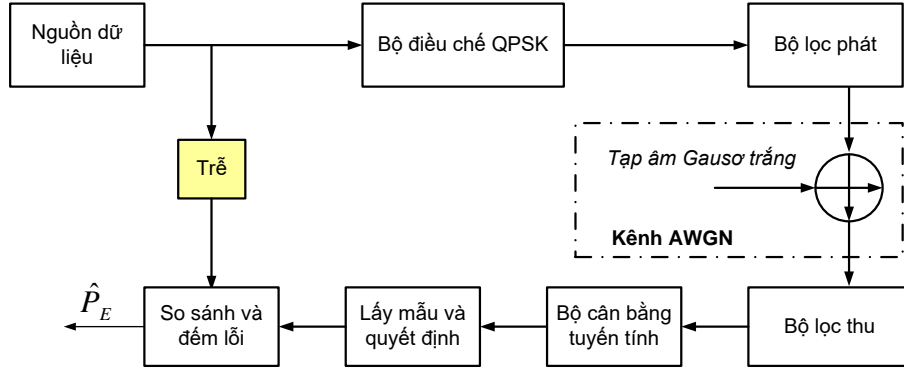 Nguồn dữ
liệu
Bộ điều chế QPSK
Bộ lọc phát
Trễ
Tạp âm Gausơ trắng
Kênh AWGN
P̂_E
So sánh và
đếm lỗi
Lấy mẫu và
quyết định
Bộ cân bằng
tuyến tính
Bộ lọc thu